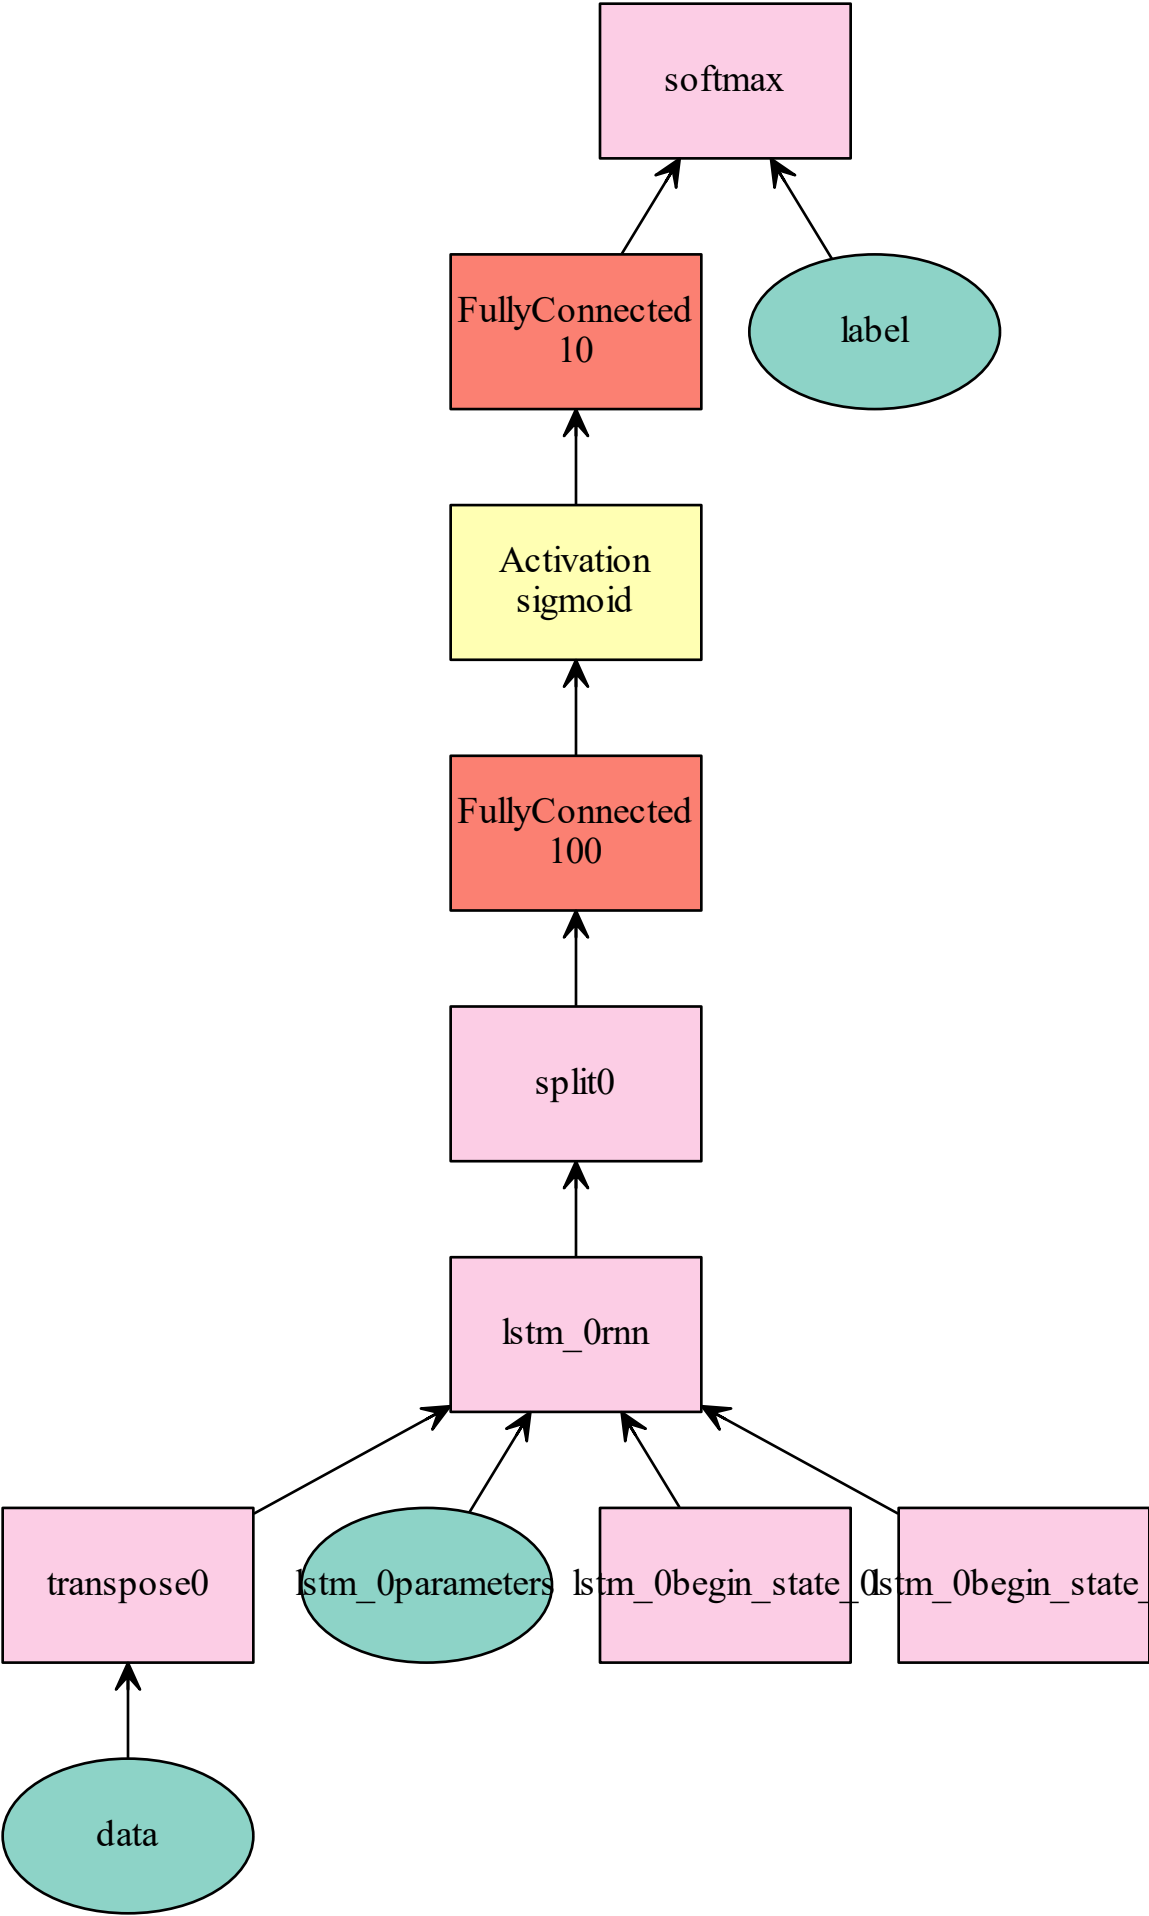 softmax
FullyConnected
10
label
Activation
sigmoid
FullyConnected
100
split0
lstm_0rnn
transpose0
lstm_0parameters
lstm_0begin_state_0
lstm_0begin_state_
data